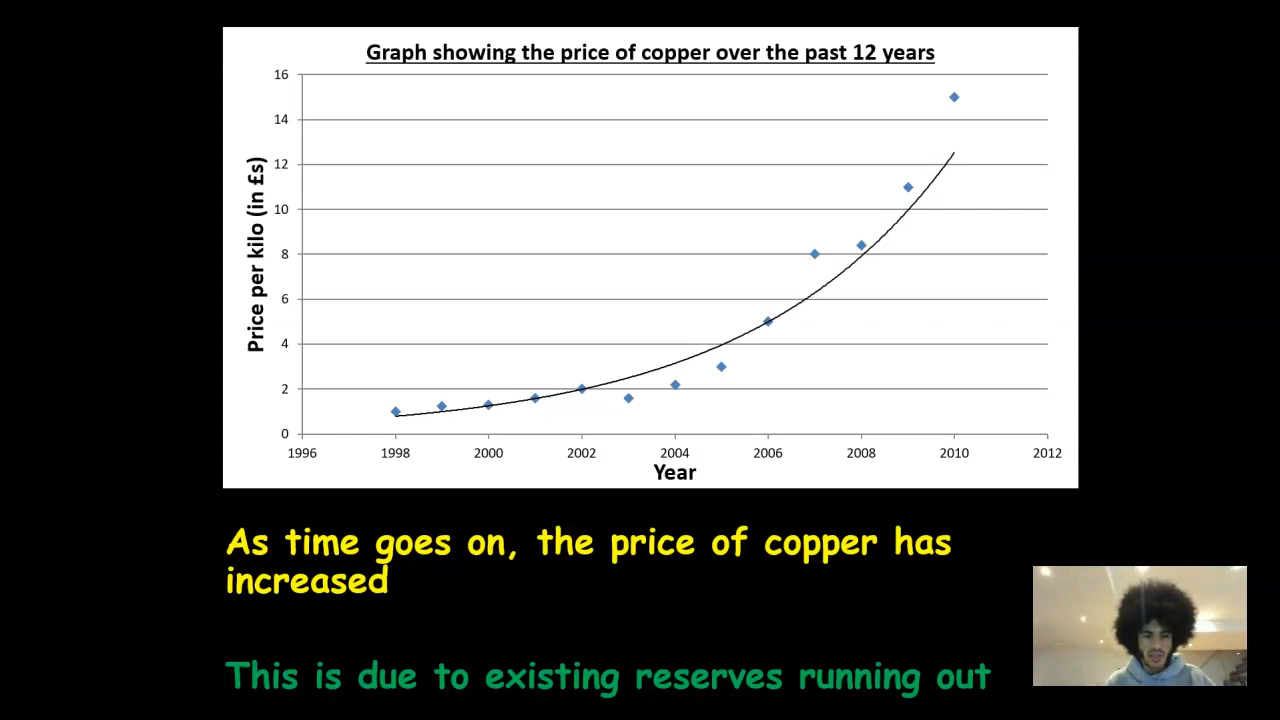 Graph showing the price of copper over the past 12 years
16
14
12
10
8
6
4
2
0
Price per kilo (in £s)
1996 1998 2000 2002 2004 2006 2008 2010 2012
Year
As time goes on, the price of copper has
increased
This is due to existing reserves running out